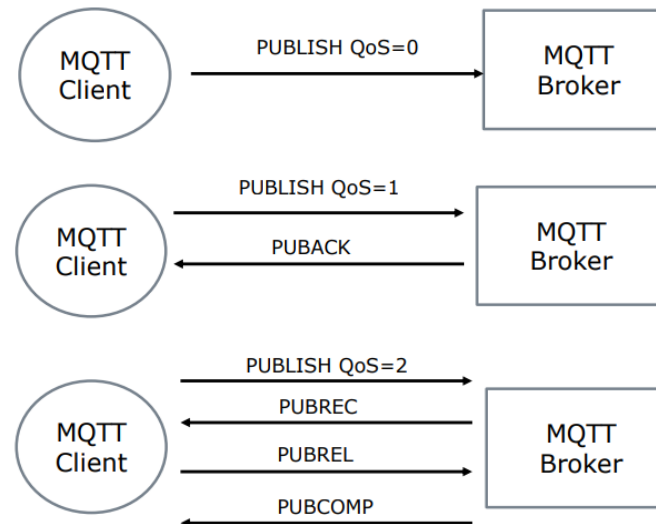 PUBLISH QoS=0
MQTT
Client
MQTT
Broker
PUBLISH QoS=1
MQTT
Client
PUBACK
MQTT
Broker
PUBLISH QoS=2
PUBREC
MQTT
Client
PUBREL
MQTT
Broker
PUBCOMP